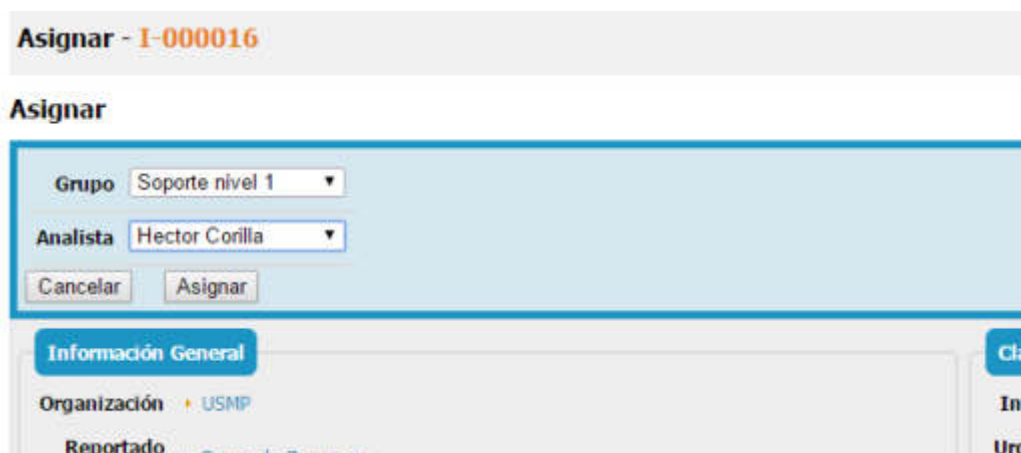 Asignar - I-000016
Asignar
Grupo Soporte nivel 1
Analista Hector Corilla
Cancelar Asignar
Información General
Organización USMP
Reportado